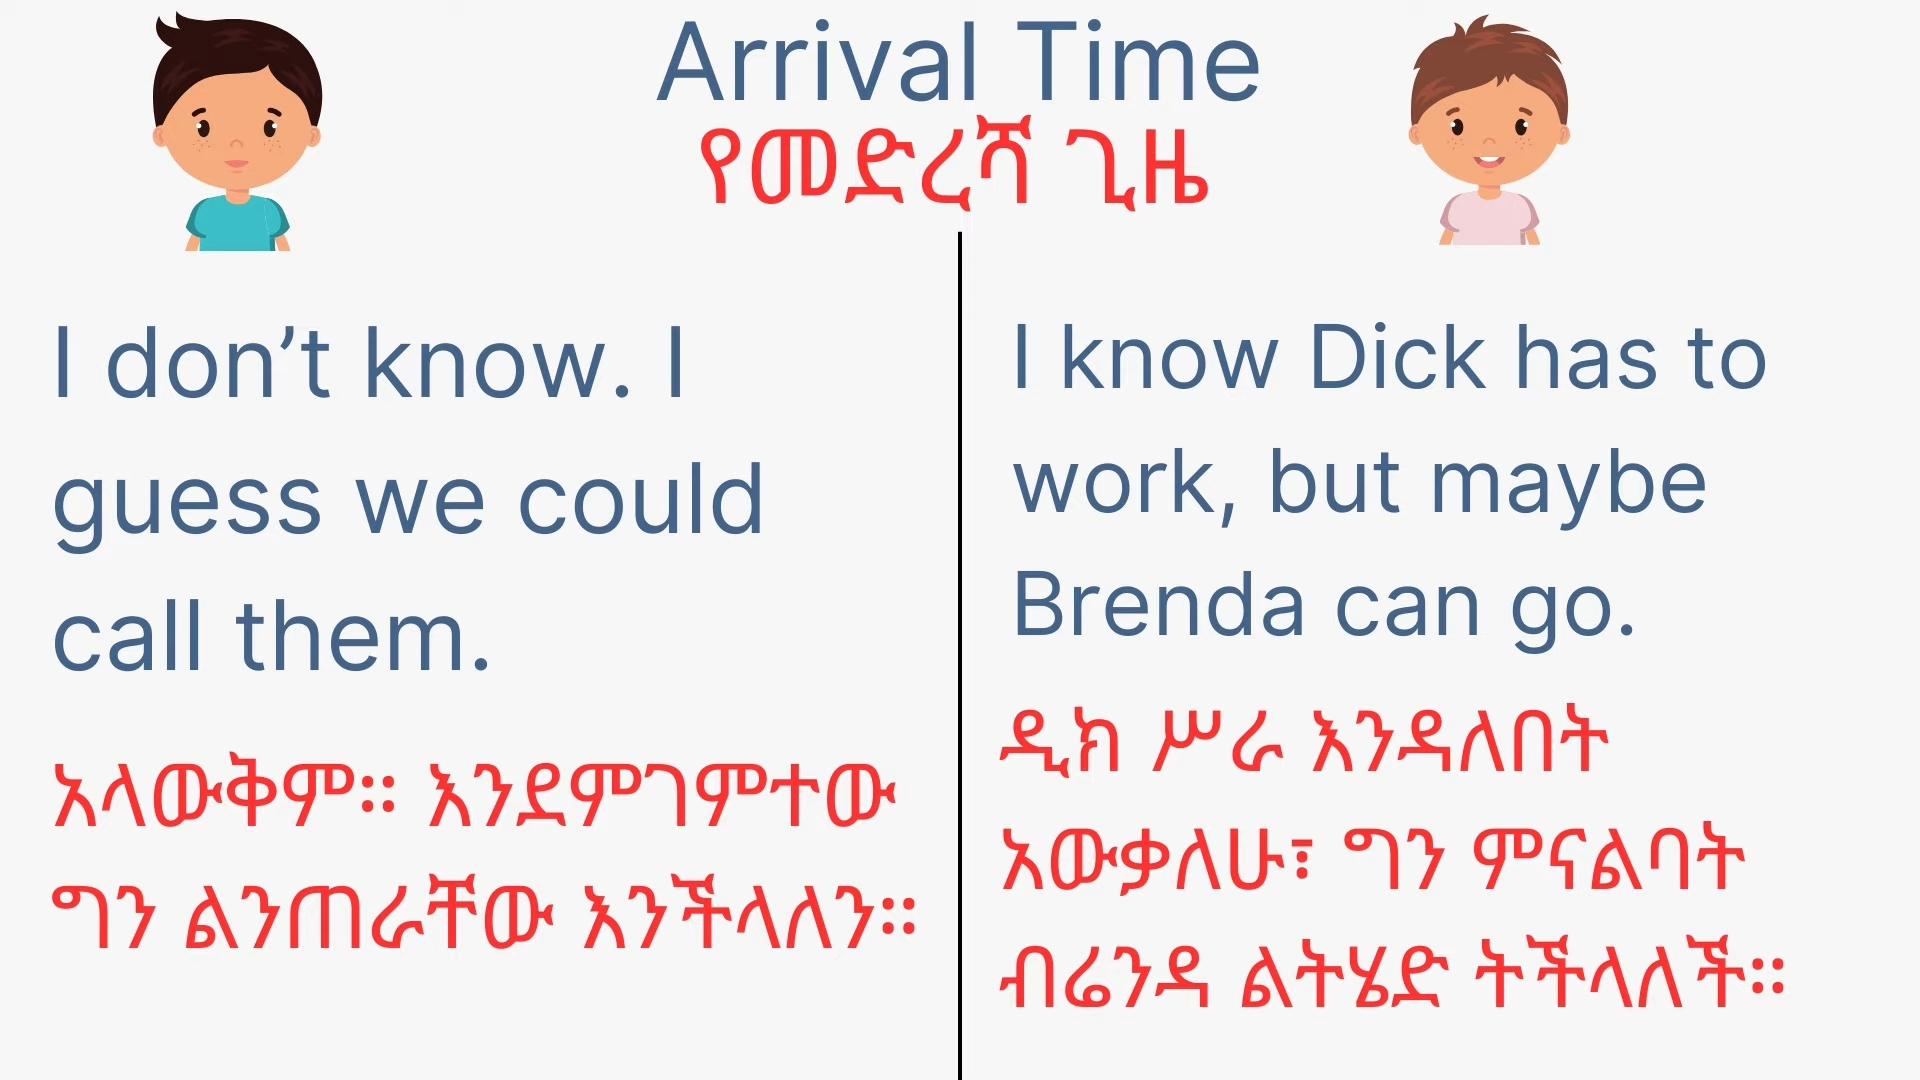 Arrival Time
የመድረሻ ጊዜ
I don’t know. I
guess we could
call them.
አላውቅም። እንደምገምተው
ግን ልንጠራቸው እንችላለን።
I know Dick has to
work, but maybe
Brenda can go.
ዲክ ሥራ እንዳለበት
አውቃለሁ፣ ግን ምናልባት
ብሬንዳ ልትሄድ ትችላለች።